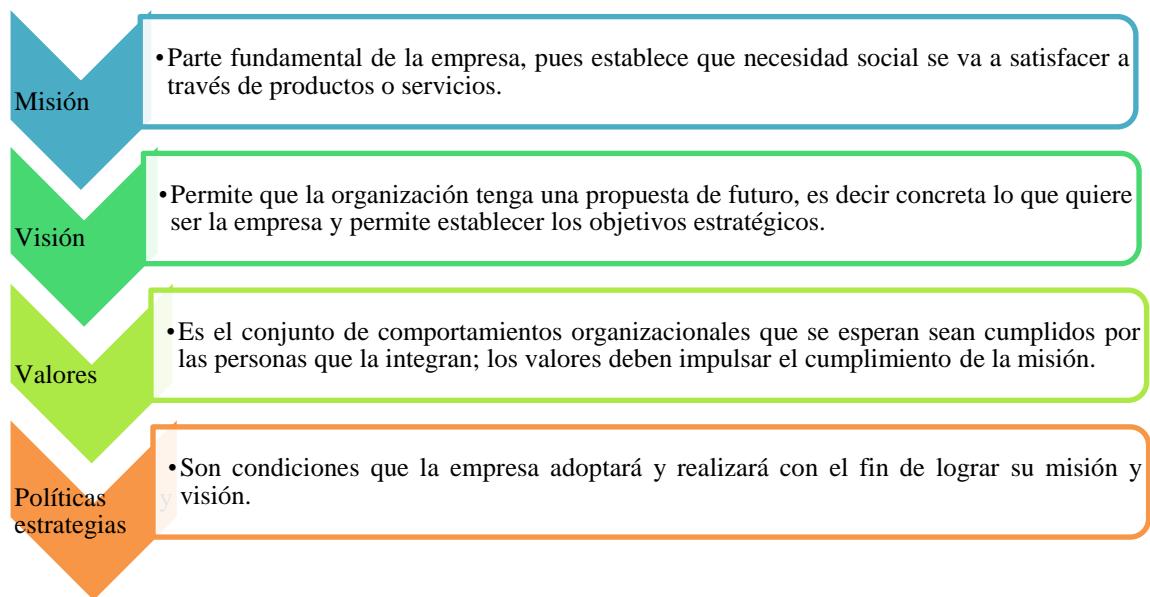 Misión
•Parte fundamental de la empresa, pues establece que necesidad social se va a satisfacer a
través de productos o servicios.
Visión
•Permite que la organización tenga una propuesta de futuro, es decir concreta lo que quiere
ser la empresa y permite establecer los objetivos estratégicos.
Valores
•Es el conjunto de comportamientos organizacionales que se esperan sean cumplidos por
las personas que la integran; los valores deben impulsar el cumplimiento de la misión.
Políticas y
estrategias
•Son condiciones que la empresa adoptará y realizará con el fin de lograr su misión y
visión.